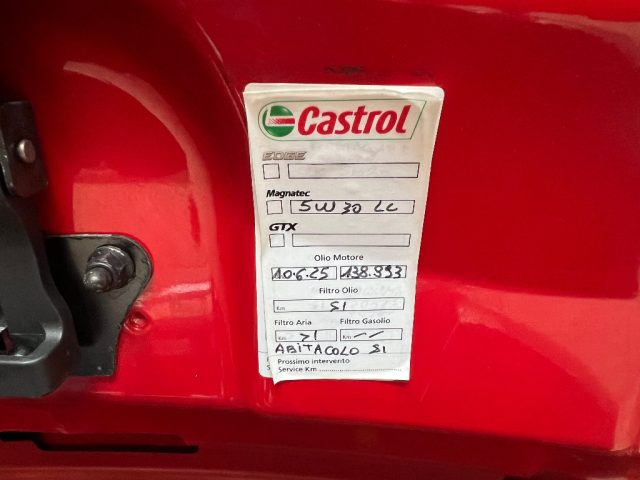 Castrol
EDGE
Magnatec
5W30 LL
GTX
Olio Motore
10.6.25 138.993
Filtro Olio
Km SI
Filtro Aria Filtro Gasolio
Km SI Km --
ABITACOLO SI
Prossimo intervento
Service Km